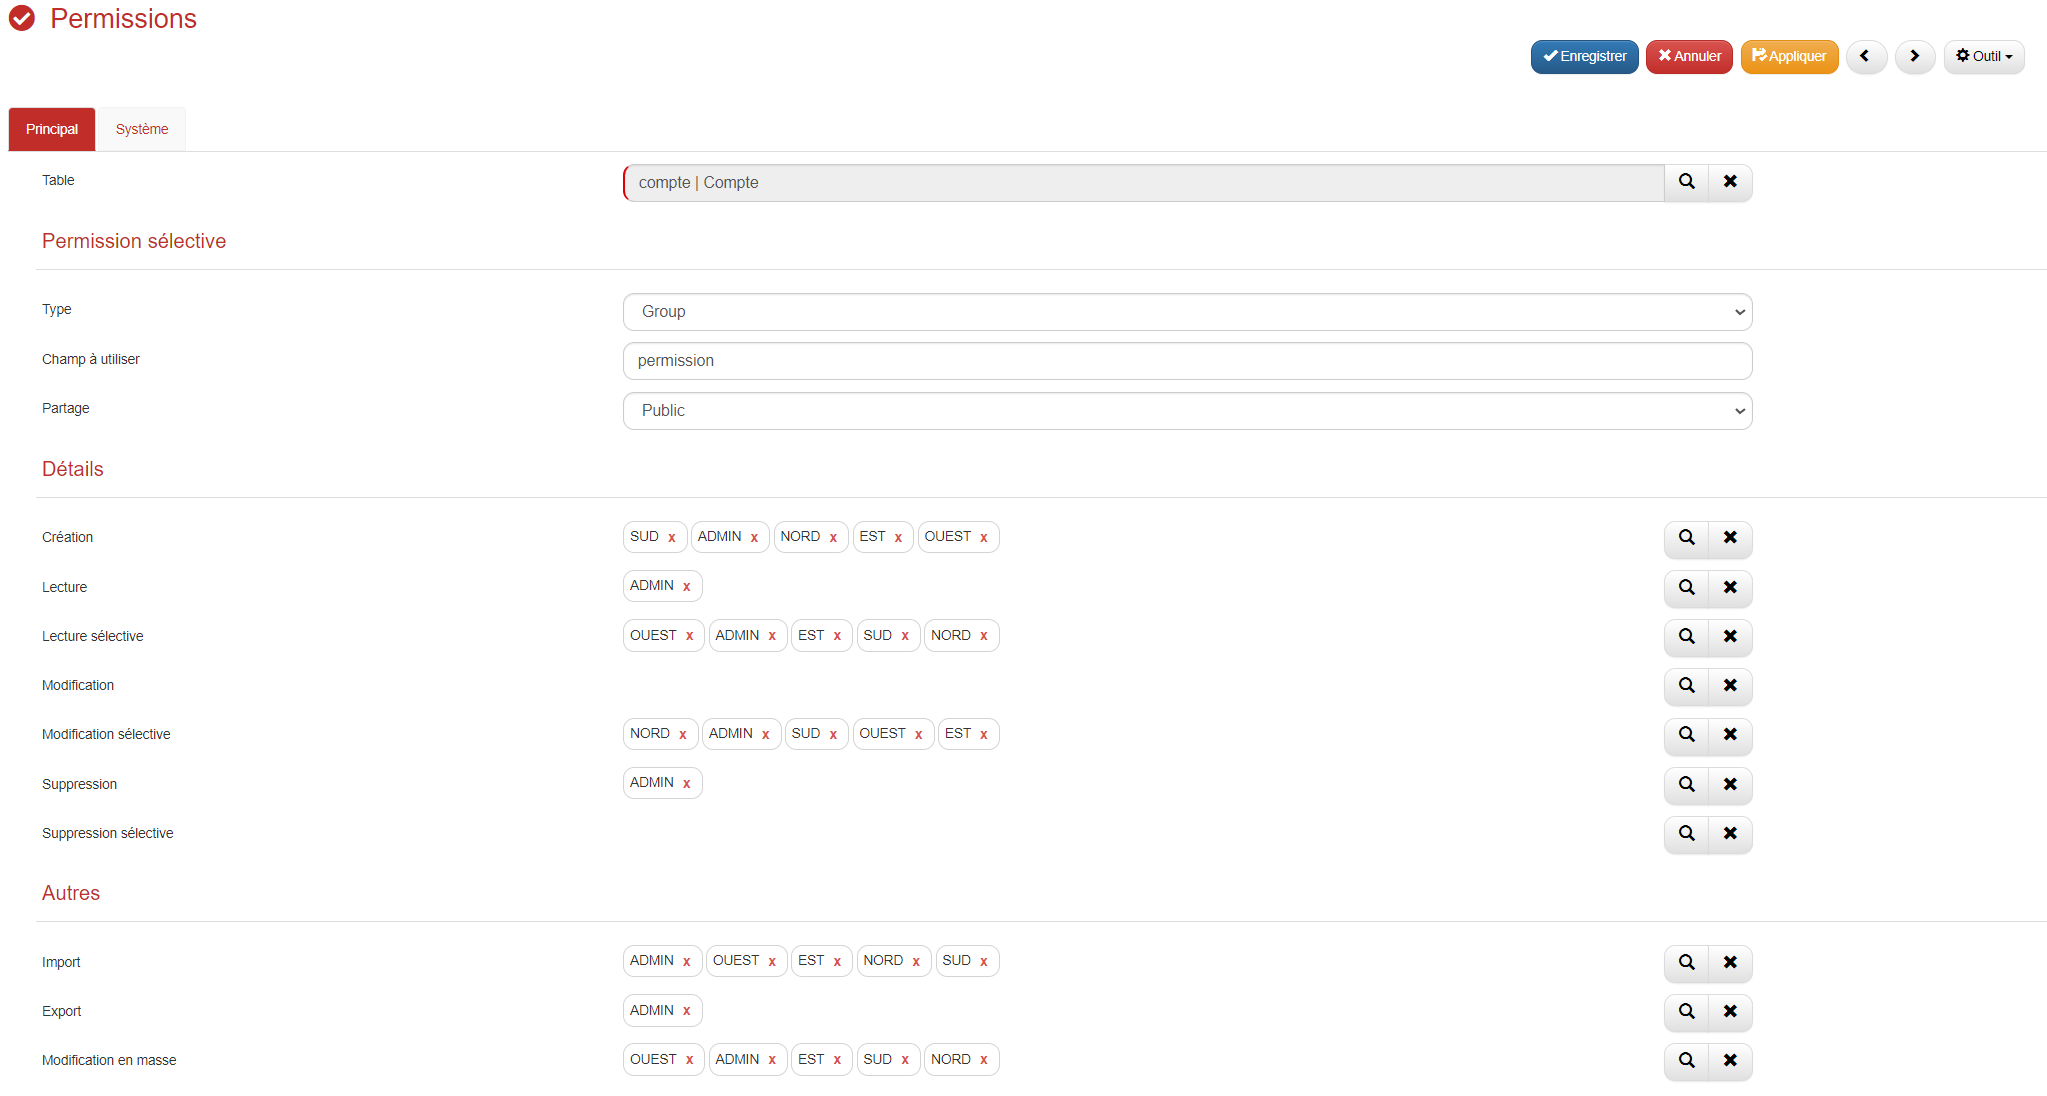 Permissions
Enregistrer Annuler Appliquer Outil
Principal Système
Table compte | Compte
Permission sélective
Type Group
Champ à utiliser permission
Partage Public
Détails
Création SUD x ADMIN x NORD x EST x OUEST x
Lecture ADMIN x
Lecture sélective OUEST x ADMIN x EST x SUD x NORD x
Modification
Modification sélective NORD x ADMIN x SUD x OUEST x EST x
Suppression ADMIN x
Suppression sélective
Autres
Import ADMIN x OUEST x EST x NORD x SUD x
Export ADMIN x
Modification en masse OUEST x ADMIN x EST x SUD x NORD x